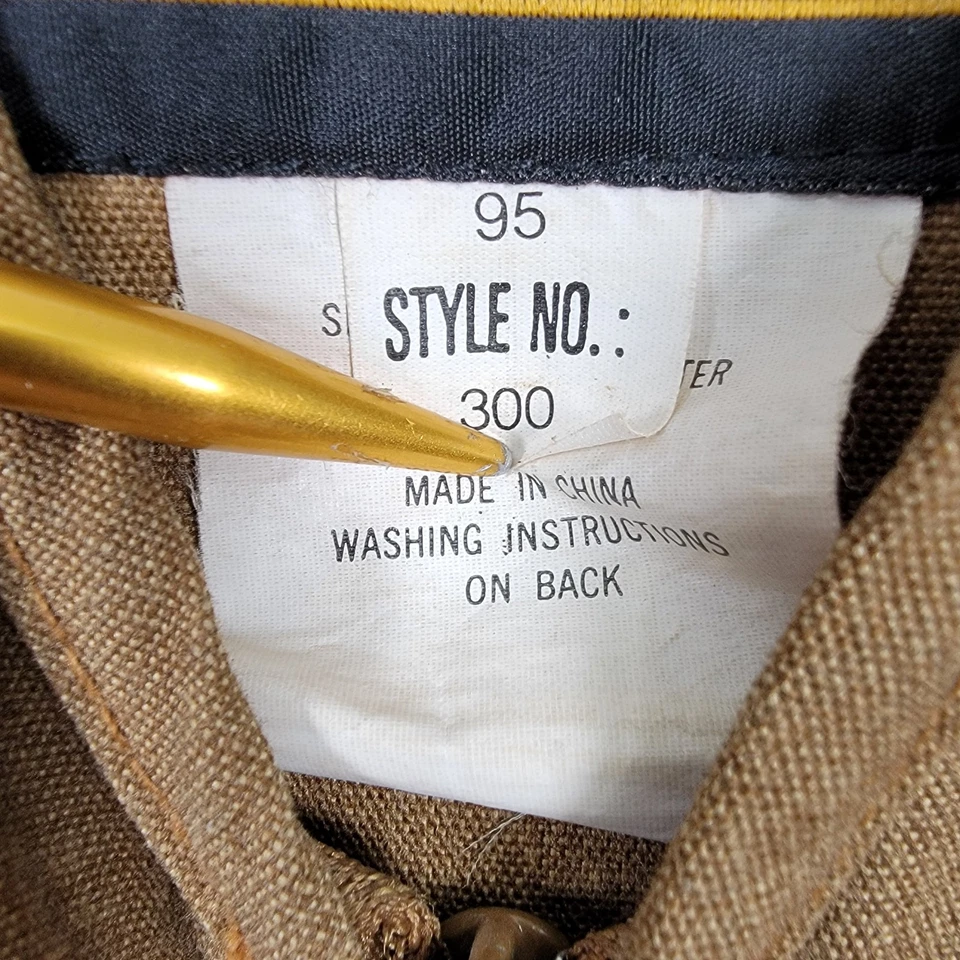 95
STYLE NO.:
300
MADE IN CHINA
WASHING INSTRUCTIONS
ON BACK